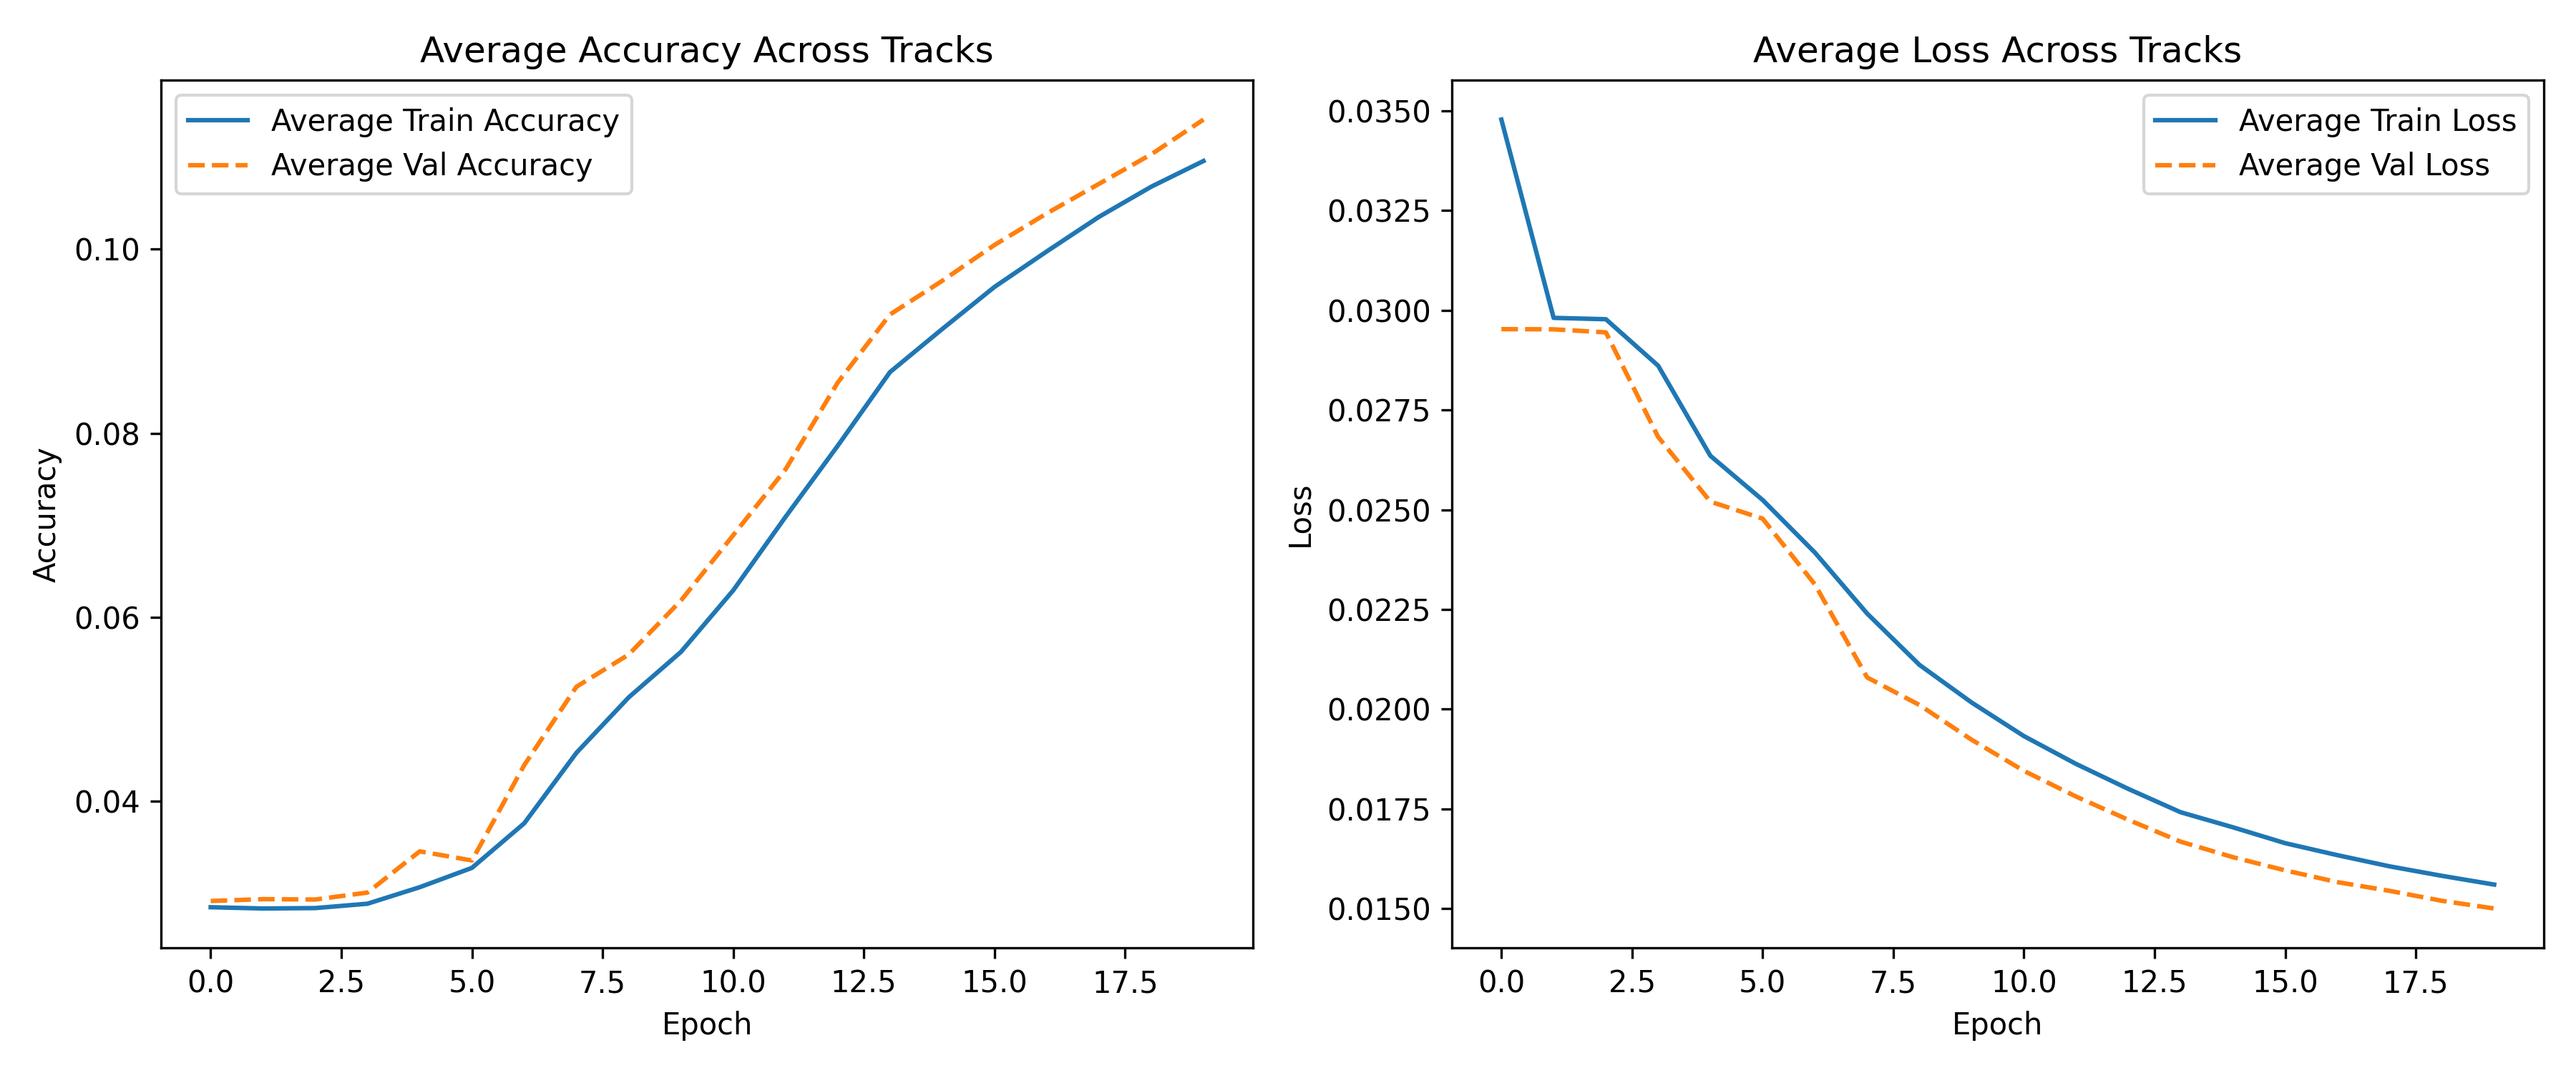 Average Accuracy Across Tracks
Average Train Accuracy
Average Val Accuracy
0.10
0.08
0.06
0.04
Accuracy
0.0 2.5 5.0 7.5 10.0 12.5 15.0 17.5
Epoch
Average Loss Across Tracks
Average Train Loss
Average Val Loss
0.0350
0.0325
0.0300
0.0275
0.0250
0.0225
0.0200
0.0175
0.0150
Loss
0.0 2.5 5.0 7.5 10.0 12.5 15.0 17.5
Epoch